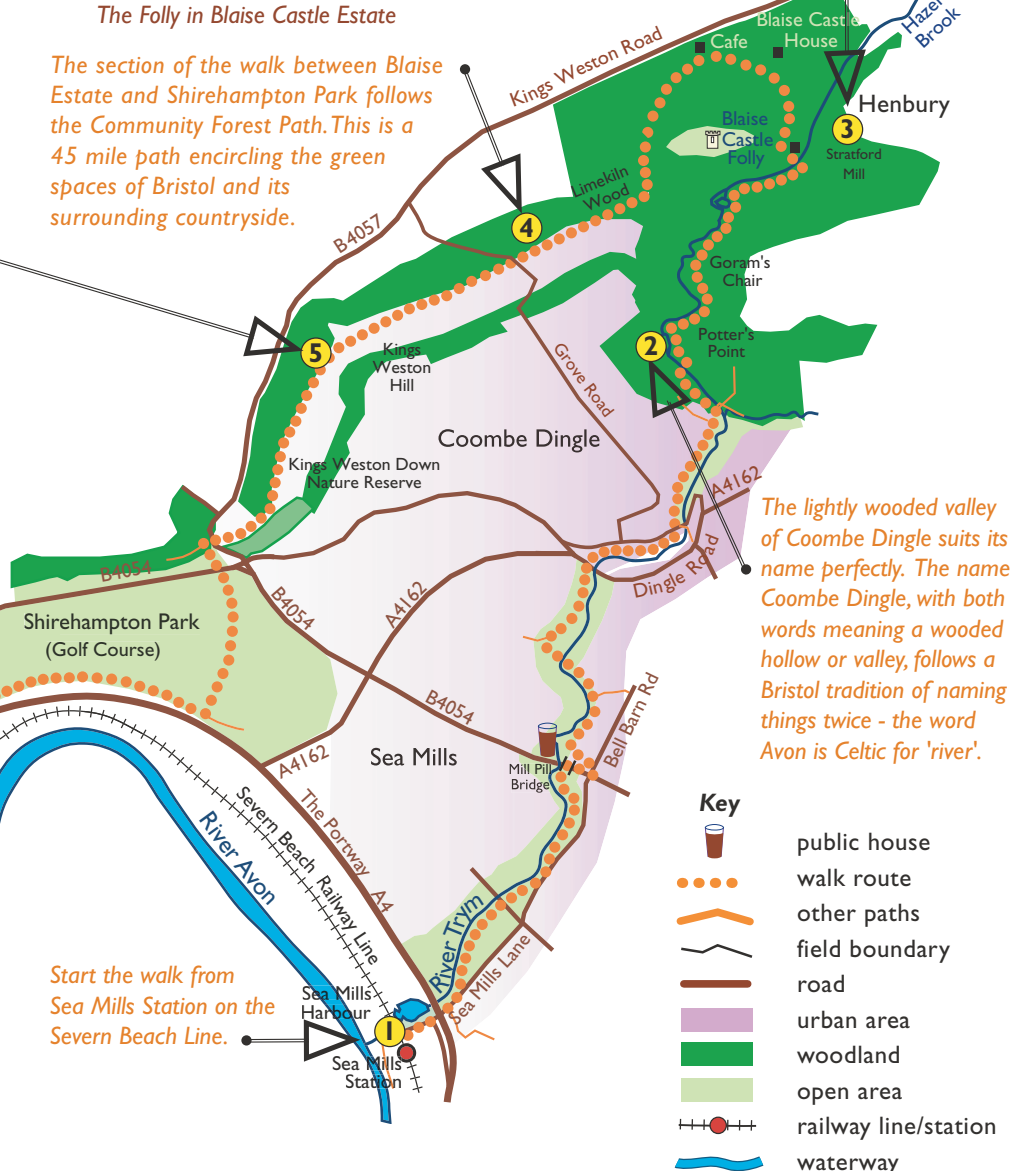 The Folly in Blaise Castle Estate
The section of the walk between Blaise
Estate and Shirehampton Park follows
the Community Forest Path. This is a
45 mile path encircling the green
spaces of Bristol and its
surrounding countryside.
Kings Weston Road
Blaise Castle
House
Cafe
Hazel
Brook
Henbury
3
Stratford
Mill
Blaise
Castle
Folly
Limekiln
Wood
4
B4057
Goram's
Chair
Potter's
Point
2
5
Kings
Weston
Hill
Grove Road
Coombe Dingle
Kings Weston Down
Nature Reserve
A4162
The lightly wooded valley
of Coombe Dingle suits its
name perfectly. The name
Coombe Dingle, with both
words meaning a wooded
hollow or valley, follows a
Bristol tradition of naming
things twice - the word
Avon is Celtic for 'river'.
Dingle Road
B4054
B4054
A4162
Shirehampton Park
(Golf Course)
B4054
Bell Barn Rd
A4162
Sea Mills
Mill Pill
Bridge
The Portway A4
Severn Beach Railway Line
River Avon
River Trym
Sea Mills Lane
Start the walk from
Sea Mills Station on the
Severn Beach Line.
Sea Mills
Harbour
1
Sea Mills
Station
Key
public house
walk route
other paths
field boundary
road
urban area
woodland
open area
railway line/station
waterway